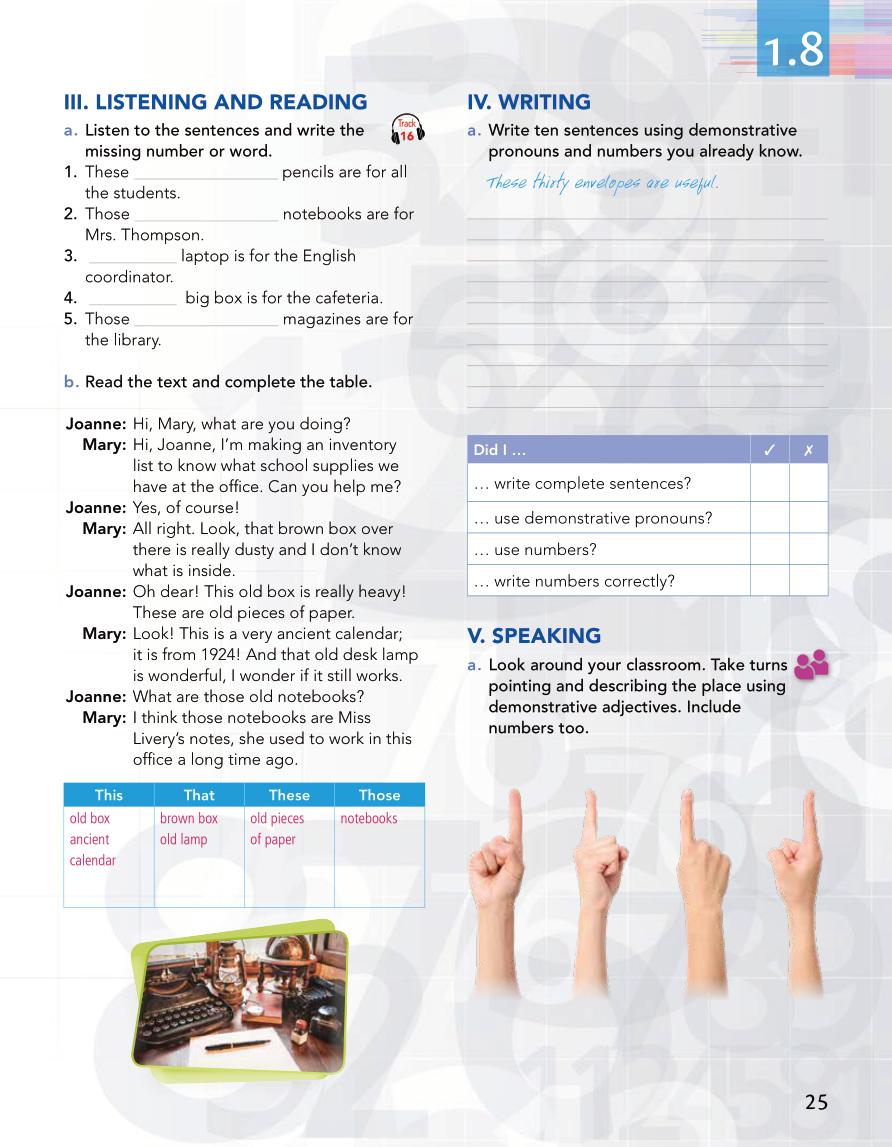 1.8
III. LISTENING AND READING
a. Listen to the sentences and write the
missing number or word.
Track
16
1. These ________________ pencils are for all
the students.
2. Those ________________ notebooks are for
Mrs. Thompson.
3. __________ laptop is for the English
coordinator.
4. __________ big box is for the cafeteria.
5. Those ________________ magazines are for
the library.
b. Read the text and complete the table.
Joanne: Hi, Mary, what are you doing?
Mary: Hi, Joanne, I'm making an inventory
list to know what school supplies we
have at the office. Can you help me?
Joanne: Yes, of course!
Mary: All right. Look, that brown box over
there is really dusty and I don't know
what is inside.
Joanne: Oh dear! This old box is really heavy!
These are old pieces of paper.
Mary: Look! This is a very ancient calendar;
it is from 1924! And that old desk lamp
is wonderful, I wonder if it still works.
Joanne: What are those old notebooks?
Mary: I think those notebooks are Miss
Livery's notes, she used to work in this
office a long time ago.
This That These Those
old box brown box old pieces notebooks
ancient old lamp of paper
calendar
IV. WRITING
a. Write ten sentences using demonstrative
pronouns and numbers you already know.
These thirty envelopes are useful.
Did I ... ✓ ✗
... write complete sentences?
... use demonstrative pronouns?
... use numbers?
... write numbers correctly?
V. SPEAKING
a. Look around your classroom. Take turns
pointing and describing the place using
demonstrative adjectives. Include
numbers too.
25